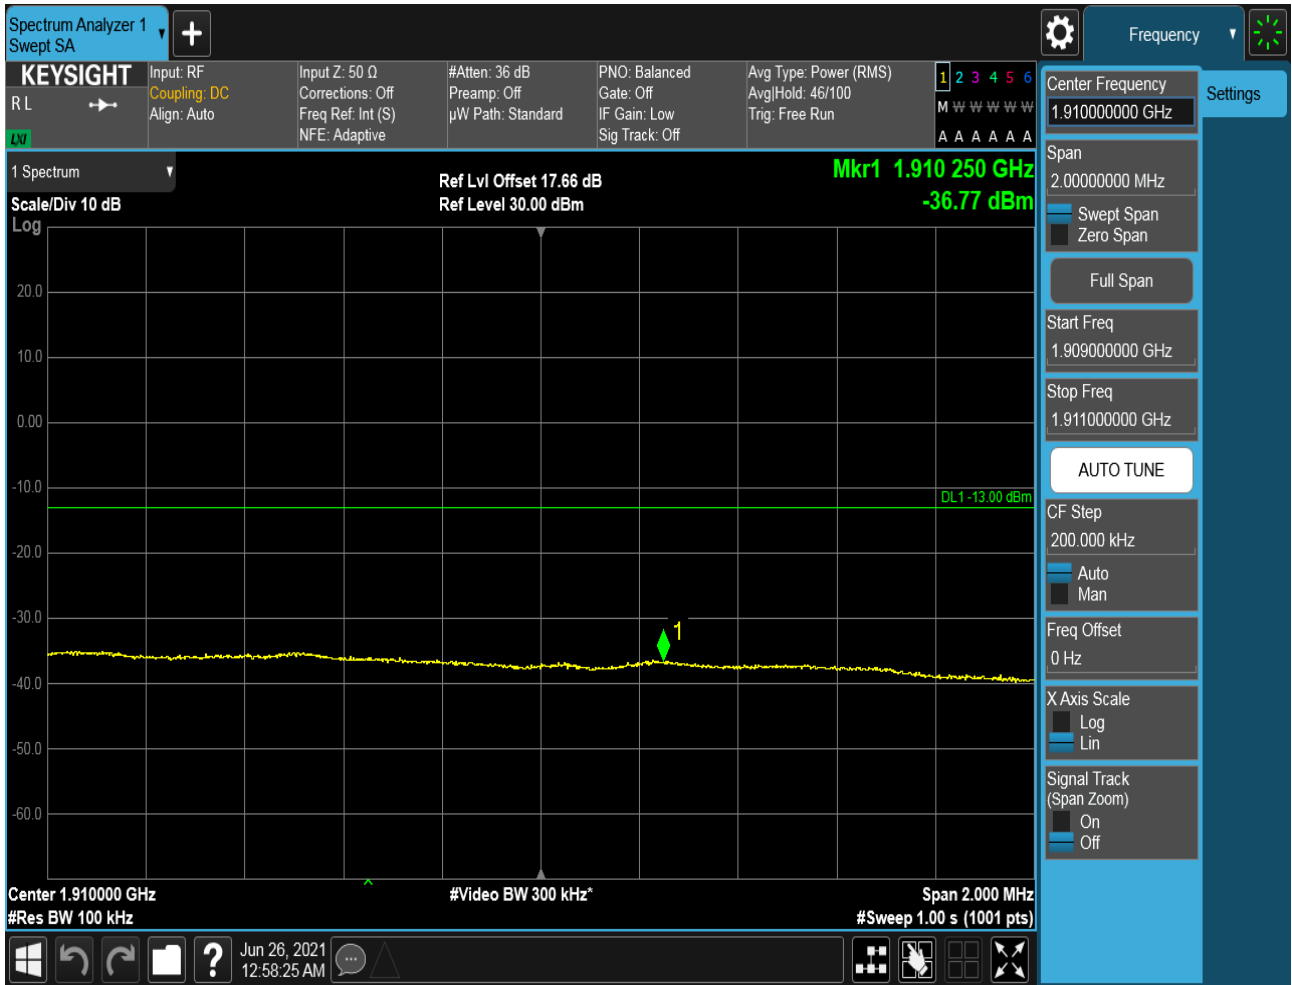 Spectrum Analyzer 1
Swept SA
Frequency
KEYSIGHT
R L
LXI
Input: RF
Coupling: DC
Align: Auto
Input Z: 50 Ω
Corrections: Off
Freq Ref: Int (S)
NFE: Adaptive
#Atten: 36 dB
Preamp: Off
µW Path: Standard
PNO: Balanced
Gate: Off
IF Gain: Low
Sig Track: Off
Avg Type: Power (RMS)
Avg|Hold: 46/100
Trig: Free Run
1 2 3 4 5 6
M W W W W W
A A A A A A
1 Spectrum
Scale/Div 10 dB
Log
Ref Lvl Offset 17.66 dB
Ref Level 30.00 dBm
Mkr1 1.910 250 GHz
-36.77 dBm
20.0
10.0
0.00
-10.0
DL1 -13.00 dBm
-20.0
-30.0
1
-40.0
-50.0
-60.0
Center 1.910000 GHz
#Video BW 300 kHz*
Span 2.000 MHz
#Res BW 100 kHz
#Sweep 1.00 s (1001 pts)
Jun 26, 2021
12:58:25 AM
Center Frequency
1.910000000 GHz
Settings
Span
2.00000000 MHz
Swept Span
Zero Span
Full Span
Start Freq
1.909000000 GHz
Stop Freq
1.911000000 GHz
AUTO TUNE
CF Step
200.000 kHz
Auto
Man
Freq Offset
0 Hz
X Axis Scale
Log
Lin
Signal Track
(Span Zoom)
On
Off